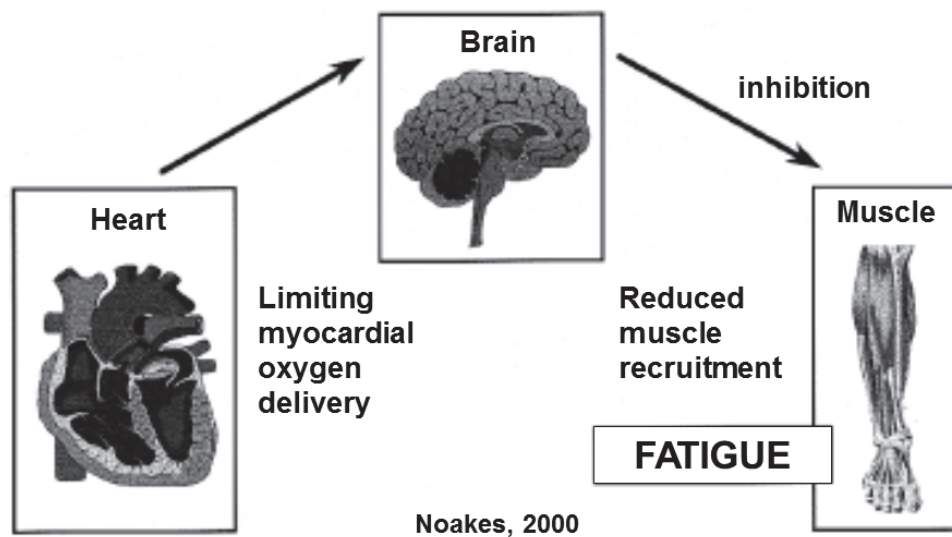 Brain
inhibition
Heart
Muscle
Limiting
myocardial
oxygen
delivery
Reduced
muscle
recruitment
FATIGUE
Noakes, 2000